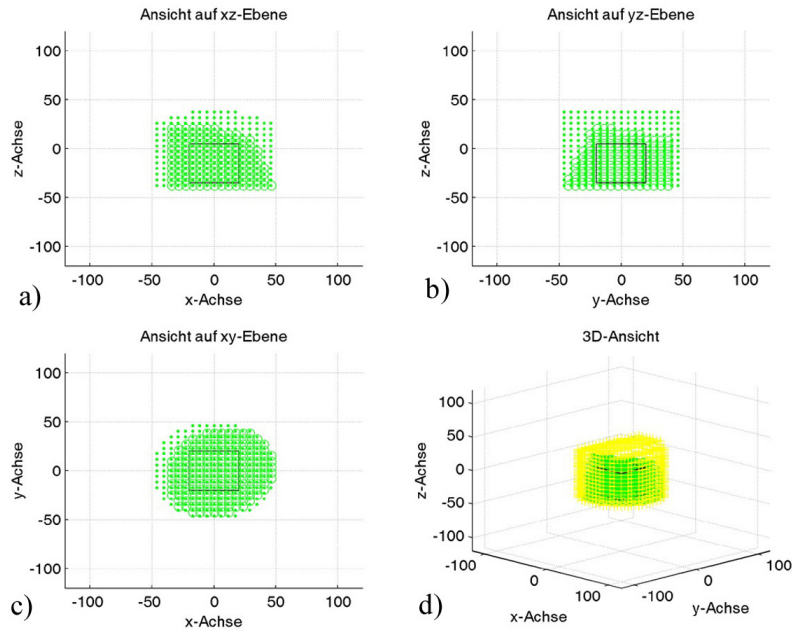 Ansicht auf xz-Ebene
100
50
0
-50
-100
z-Achse
-100 -50 0 50 100
x-Achse
a)
Ansicht auf yz-Ebene
100
50
0
-50
-100
z-Achse
-100 -50 0 50 100
y-Achse
b)
Ansicht auf xy-Ebene
100
50
0
-50
-100
y-Achse
-100 -50 0 50 100
x-Achse
c)
3D-Ansicht
100
50
0
-50
-100
z-Achse
-100 0 100
x-Achse
-100 0 100
y-Achse
d)